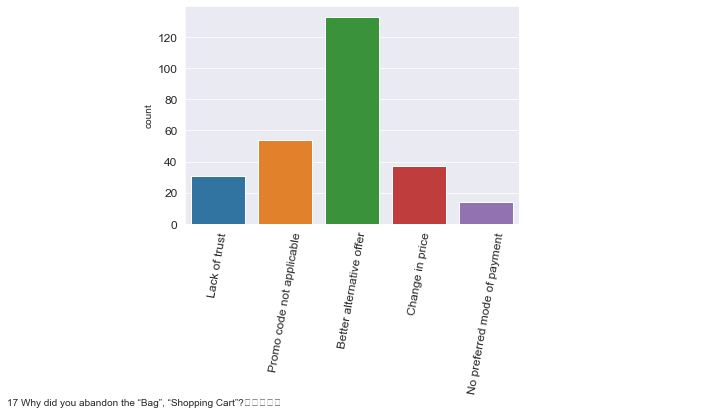 120
100
80
60
40
20
0
count
Lack of trust
Promo code not applicable
Better alternative offer
Change in price
No preferred mode of payment
17 Why did you abandon the “Bag”, “Shopping Cart”?